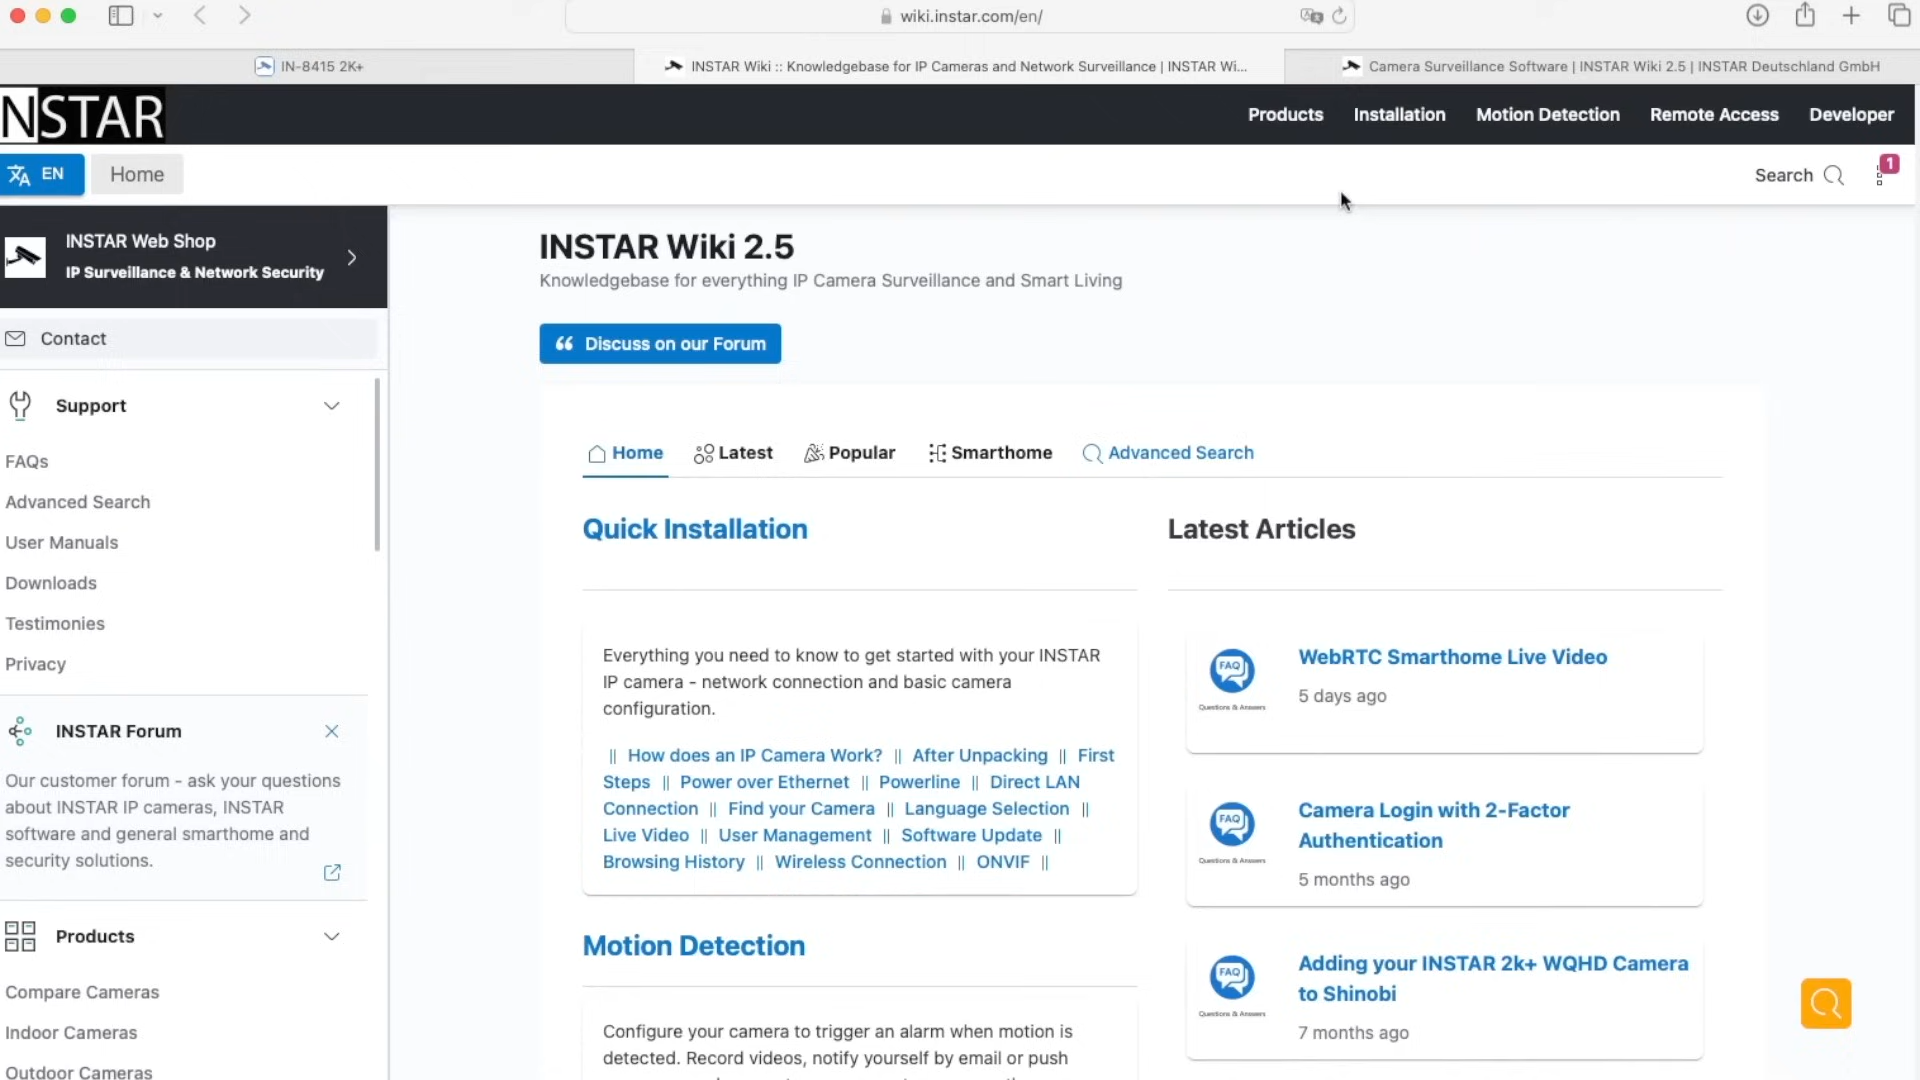 wiki.instar.com/en/
IN-8415 2K+
INSTAR Wiki :: Knowledgebase for IP Cameras and Network Surveillance | INSTAR Wi...
Camera Surveillance Software | INSTAR Wiki 2.5 | INSTAR Deutschland GmbH
NSTAR
Products
Installation
Motion Detection
Remote Access
Developer
EN
Home
Search
1
INSTAR Web Shop
IP Surveillance & Network Security
Contact
Support
FAQs
Advanced Search
User Manuals
Downloads
Testimonies
Privacy
INSTAR Forum
Our customer forum - ask your questions
about INSTAR IP cameras, INSTAR
software and general smarthome and
security solutions.
Products
Compare Cameras
Indoor Cameras
Outdoor Cameras
INSTAR Wiki 2.5
Knowledgebase for everything IP Camera Surveillance and Smart Living
Discuss on our Forum
Home
Latest
Popular
Smarthome
Advanced Search
Quick Installation
Everything you need to know to get started with your INSTAR
IP camera - network connection and basic camera
configuration.
|| How does an IP Camera Work? || After Unpacking || First
Steps || Power over Ethernet || Powerline || Direct LAN
Connection || Find your Camera || Language Selection ||
Live Video || User Management || Software Update ||
Browsing History || Wireless Connection || ONVIF ||
Motion Detection
Configure your camera to trigger an alarm when motion is
detected. Record videos, notify yourself by email or push
Latest Articles
FAQ
Questions & Answers
WebRTC Smarthome Live Video
5 days ago
FAQ
Questions & Answers
Camera Login with 2-Factor
Authentication
5 months ago
FAQ
Questions & Answers
Adding your INSTAR 2k+ WQHD Camera
to Shinobi
7 months ago